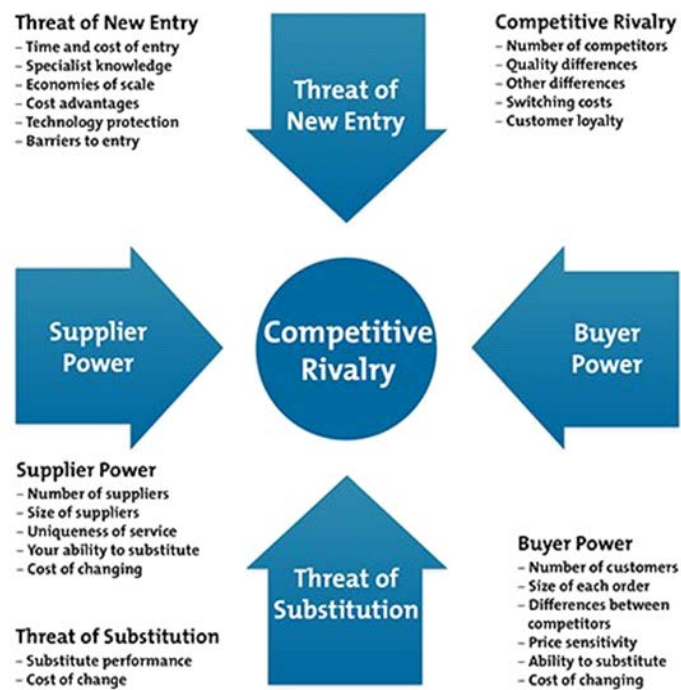 Threat of New Entry
– Time and cost of entry
– Specialist knowledge
– Economies of scale
– Cost advantages
– Technology protection
– Barriers to entry
Threat of
New Entry
Competitive Rivalry
– Number of competitors
– Quality differences
– Other differences
– Switching costs
– Customer loyalty
Supplier
Power
Competitive
Rivalry
Buyer
Power
Supplier Power
– Number of suppliers
– Size of suppliers
– Uniqueness of service
– Your ability to substitute
– Cost of changing
Threat of Substitution
– Substitute performance
– Cost of change
Threat of
Substitution
Buyer Power
– Number of customers
– Size of each order
– Differences between
competitors
– Price sensitivity
– Ability to substitute
– Cost of changing